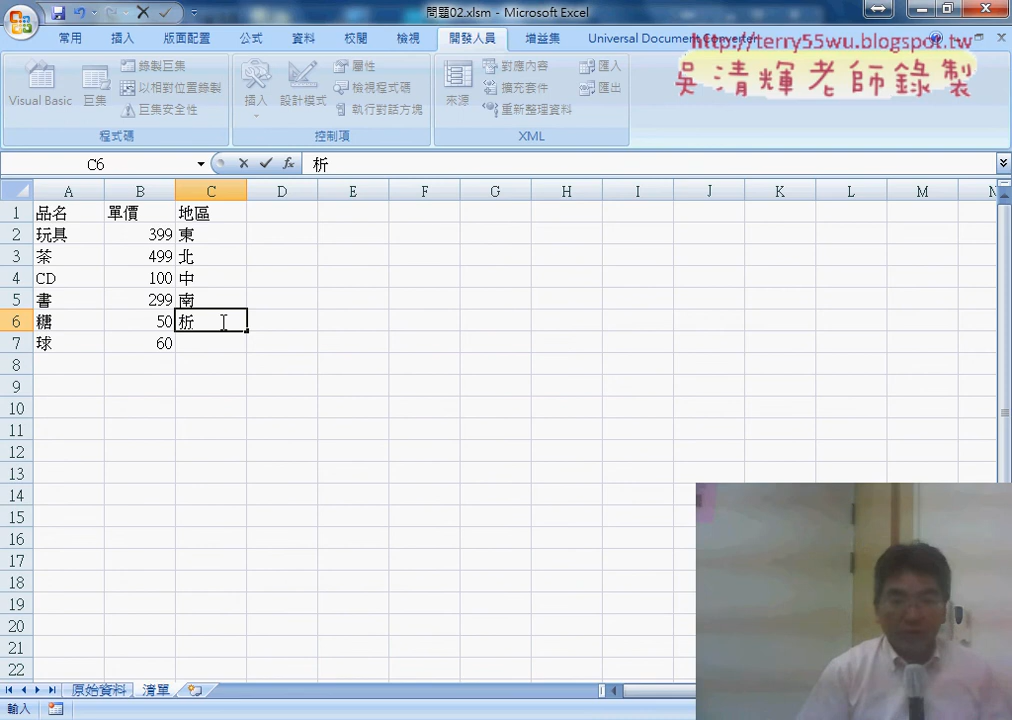 問題02.xlsm - Microsoft Excel
常用 插入 版面配置 公式 資料 校閱 檢視 開發人員 增益集 Universal Document Converter
http://terry55wu.blogspot.tw
吳清輝老師錄製
Visual Basic 巨集 錄製巨集 以相對位置錄製 巨集安全性
插入 設計模式 屬性 檢視程式碼 執行對話方塊
來源 對應內容 擴充套件 重新整理資料 匯入 匯出
程式碼 控制項 XML
C6 fx 析
A B C D E F G H I J K L M N
1 品名 單價 地區
2 玩具 399 東
3 茶 499 北
4 CD 100 中
5 書 299 南
6 糖 50 析
7 球 60
8
9
10
11
12
13
14
15
16
17
18
19
20
21
22
原始資料 清單
輸入